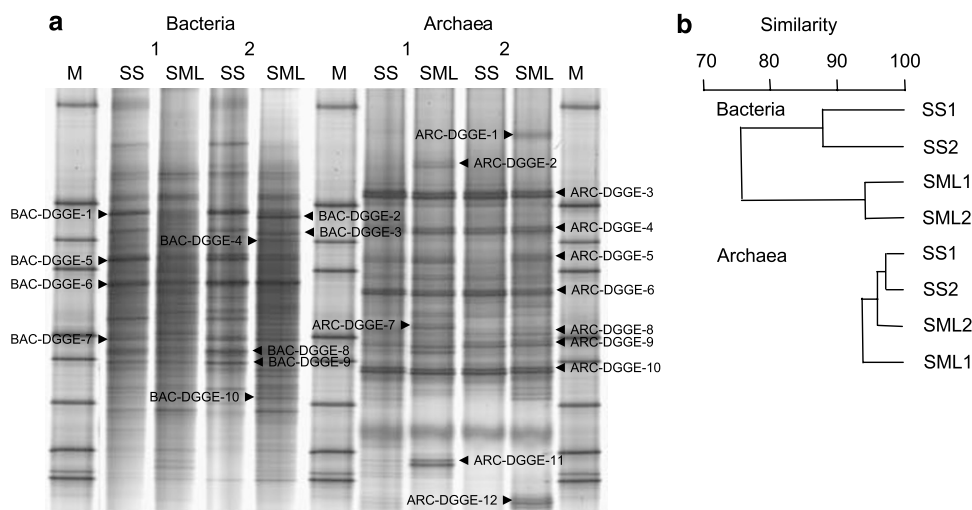 a
Bacteria
Archaea
1 2 1 2
M SS SML SS SML M SS SML SS SML M
ARC-DGGE-1
ARC-DGGE-2
ARC-DGGE-3
BAC-DGGE-1
BAC-DGGE-2
BAC-DGGE-3
ARC-DGGE-4
BAC-DGGE-4
BAC-DGGE-5
ARC-DGGE-5
BAC-DGGE-6
ARC-DGGE-6
ARC-DGGE-7
ARC-DGGE-8
BAC-DGGE-7
ARC-DGGE-9
BAC-DGGE-8
BAC-DGGE-9
ARC-DGGE-10
BAC-DGGE-10
ARC-DGGE-11
ARC-DGGE-12
b
Similarity
70 80 90 100
Bacteria
SS1
SS2
SML1
SML2
Archaea
SS1
SS2
SML2
SML1